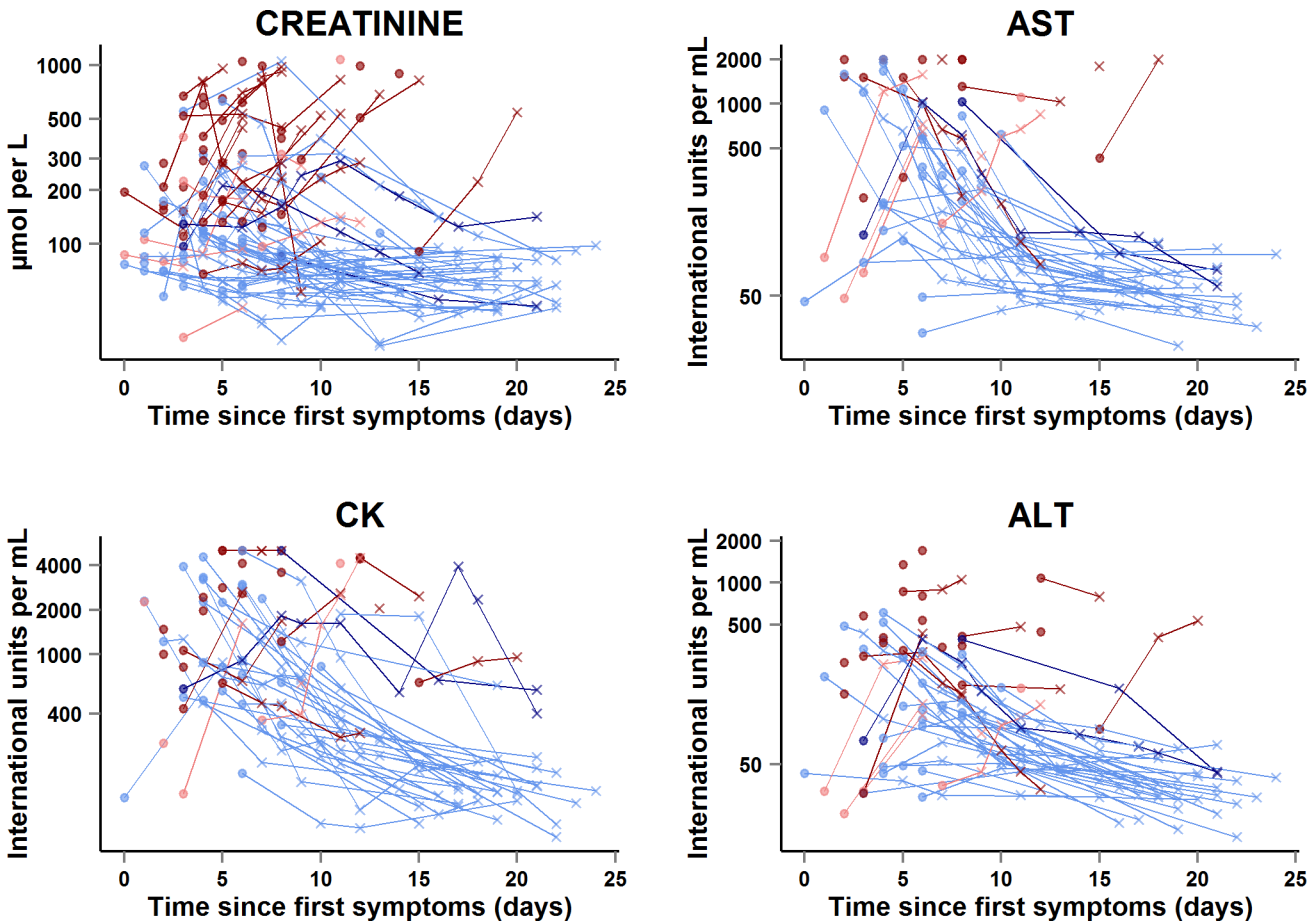 CREATININE
µmol per L
1000
500
300
200
100
0 5 10 15 20 25
Time since first symptoms (days)
AST
International units per mL
2000
1000
500
50
0 5 10 15 20 25
Time since first symptoms (days)
CK
International units per mL
4000
2000
1000
400
0 5 10 15 20 25
Time since first symptoms (days)
ALT
International units per mL
2000
1000
500
50
0 5 10 15 20 25
Time since first symptoms (days)